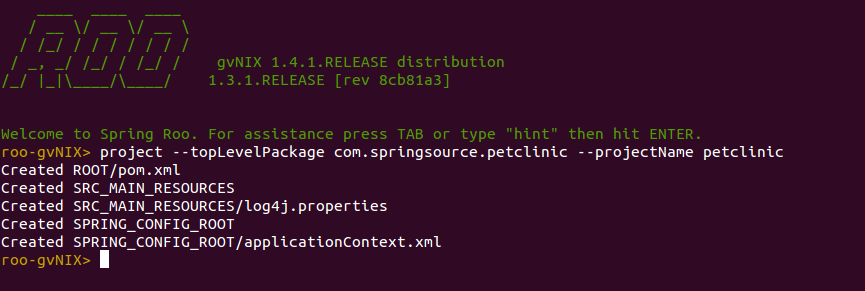 gvNIX 1.4.1.RELEASE distribution
1.3.1.RELEASE [rev 8cb81a3]
Welcome to Spring Roo. For assistance press TAB or type "hint" then hit ENTER.
roo-gvNIX> project --topLevelPackage com.springsource.petclinic --projectName petclinic
Created ROOT/pom.xml
Created SRC_MAIN_RESOURCES
Created SRC_MAIN_RESOURCES/log4j.properties
Created SPRING_CONFIG_ROOT
Created SPRING_CONFIG_ROOT/applicationContext.xml
roo-gvNIX>